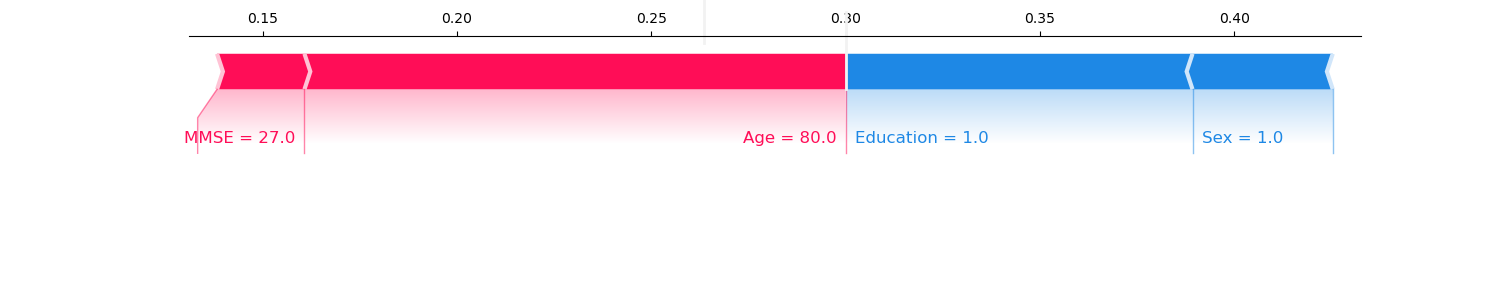 0.15 0.20 0.25 0.30 0.35 0.40
MMSE = 27.0 Age = 80.0 Education = 1.0 Sex = 1.0